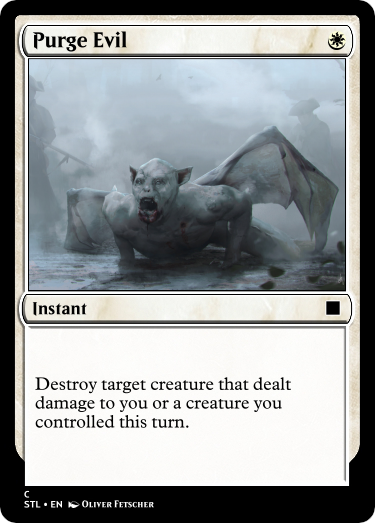 Purge Evil
Instant
Destroy target creature that dealt
damage to you or a creature you
controlled this turn.
C
STL • EN Oliver Fetscher